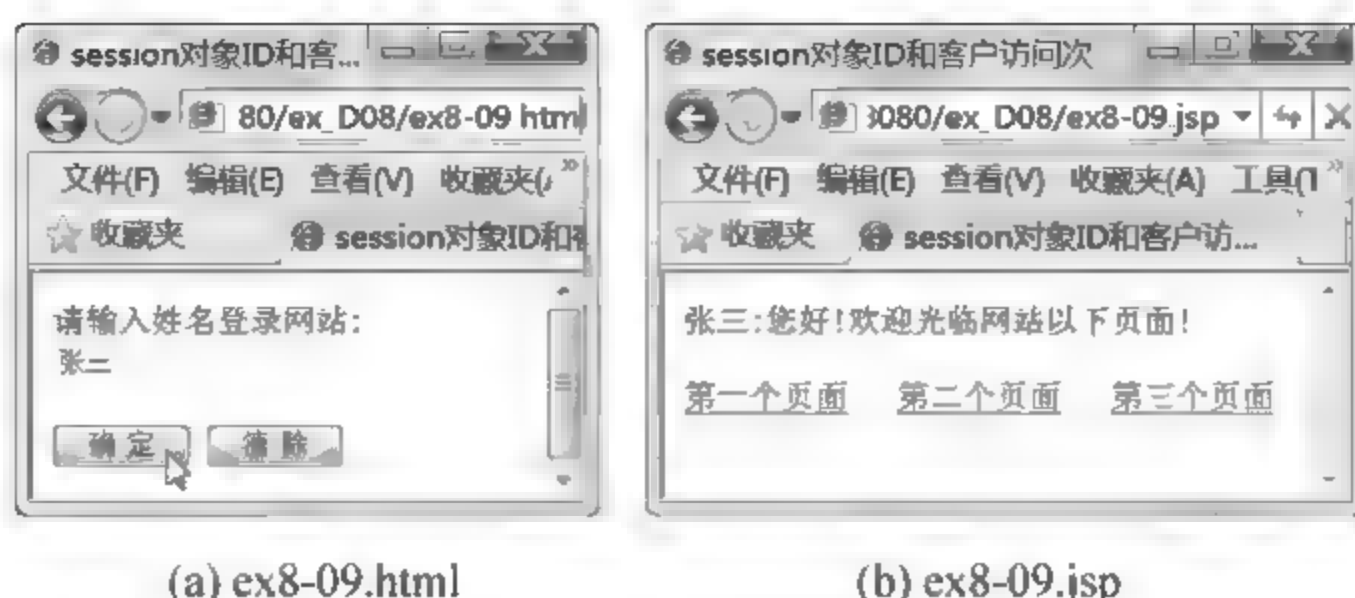 session对象ID和客...
80/ex_D08/ex8-09 htm
文件(F) 编辑(E) 查看(V) 收藏夹(
收藏夹 session对象ID和
请输入姓名登录网站:
张三
确 定 清 除
(a) ex8-09.html
session对象ID和客户访问次
3080/ex_D08/ex8-09.jsp
文件(F) 编辑(E) 查看(V) 收藏夹(A) 工具(T
收藏夹 session对象ID和客户访...
张三:您好!欢迎光临网站以下页面!
第一个页面 第二个页面 第三个页面
(b) ex8-09.jsp